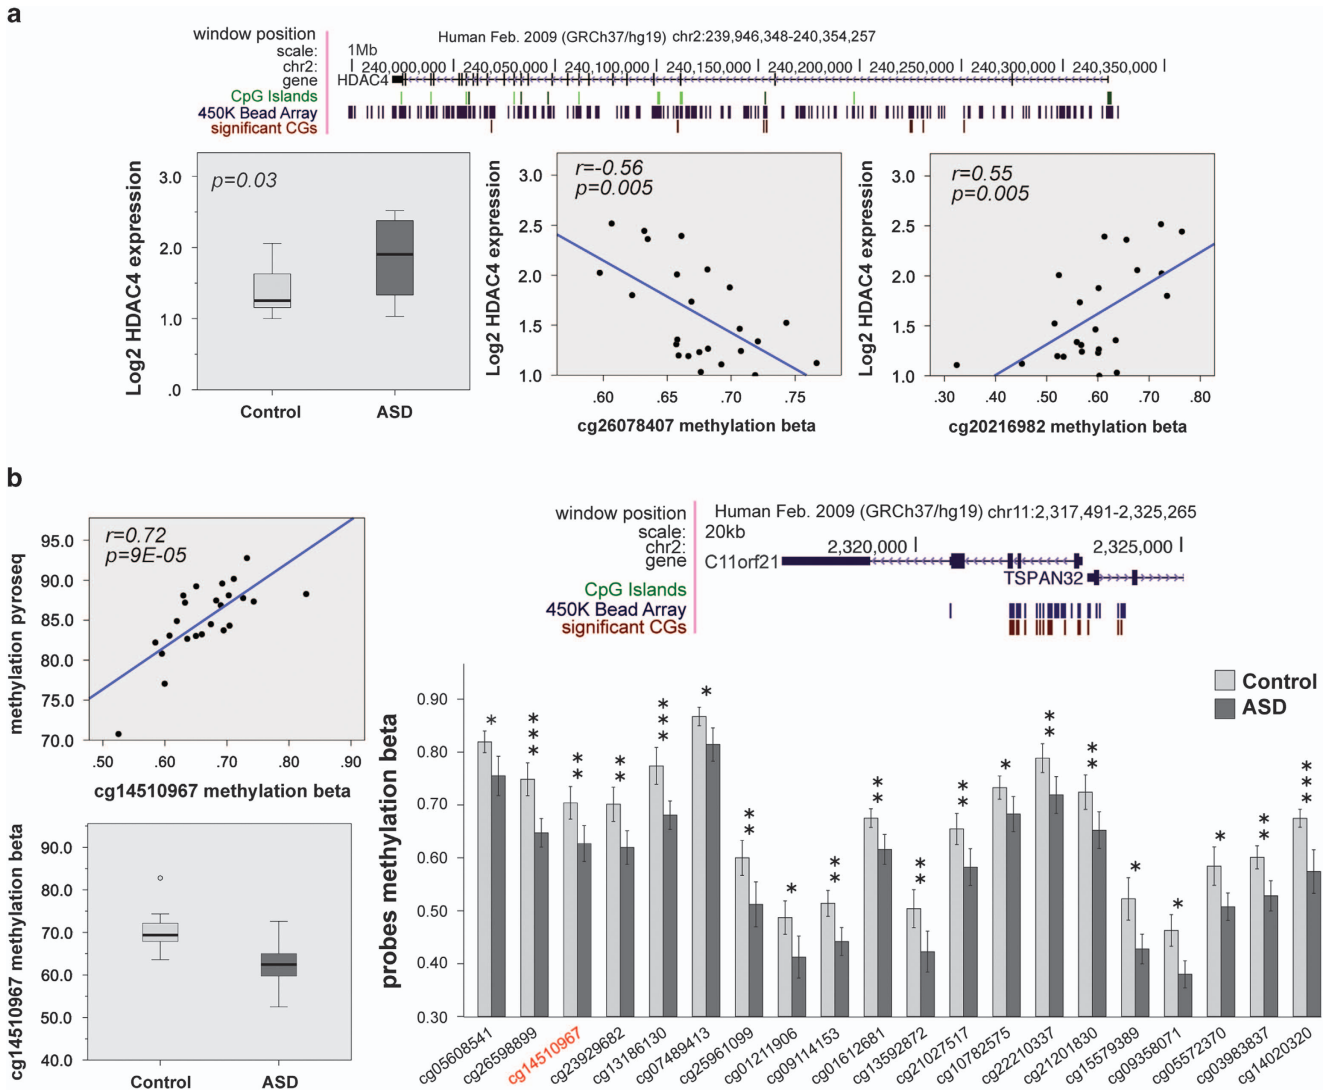 a
window position Human Feb. 2009 (GRCh37/hg19) chr2:239,946,348-240,354,257
scale: 1Mb
chr2: 240,000,000 240,050,000 240,100,000 240,150,000 240,200,000 240,250,000 240,300,000 240,350,000
gene HDAC4
CpG Islands
450K Bead Array
significant CGs
Log2 HDAC4 expression
3.0
2.0
1.0
.0
p=0.03
Control ASD
Log2 HDAC4 expression
3.0
2.5
2.0
1.5
1.0
r=-0.56
p=0.005
.60 .65 .70 .75
cg26078407 methylation beta
Log2 HDAC4 expression
3.0
2.5
2.0
1.5
1.0
r=0.55
p=0.005
.30 .40 .50 .60 .70 .80
cg20216982 methylation beta
b
methylation pyroseq
95.0
90.0
85.0
80.0
75.0
70.0
r=0.72
p=9E-05
.50 .60 .70 .80 .90
cg14510967 methylation beta
cg14510967 methylation beta
90.0
80.0
70.0
60.0
50.0
40.0
Control ASD
window position Human Feb. 2009 (GRCh37/hg19) chr11:2,317,491-2,325,265
scale: 20kb
chr2: 2,320,000 2,325,000
gene C11orf21
TSPAN32
CpG Islands
450K Bead Array
significant CGs
Control
ASD
probes methylation beta
0.90
0.80
0.70
0.60
0.50
0.40
0.30
* *** ** ** *** * ** * ** ** ** ** * ** ** * * * ** ***
cg05608541 cg26598899 cg14510967 cg23929682 cg13186130 cg07489413 cg25961099 cg01211906 cg09114153 cg01612681 cg13592872 cg21027517 cg10782575 cg22210337 cg21201830 cg15579389 cg09358071 cg05572370 cg03983837 cg14020320